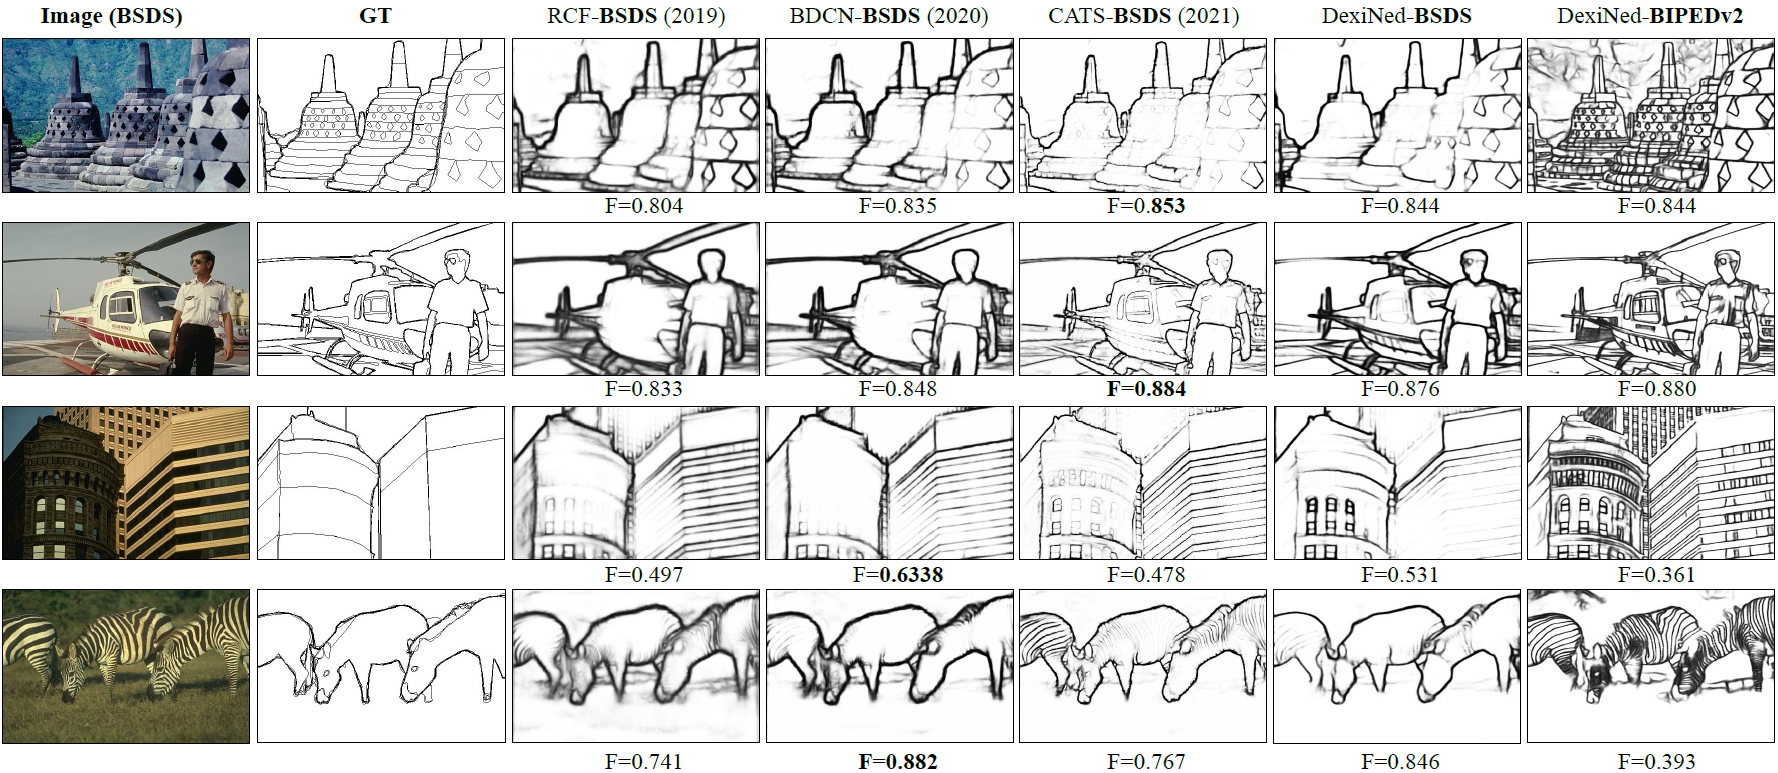 Image (BSDS) GT RCF-BSDS (2019) BDCN-BSDS (2020) CATS-BSDS (2021) DexiNed-BSDS DexiNed-BIPEDv2
F=0.804 F=0.835 F=0.853 F=0.844 F=0.844
F=0.833 F=0.848 F=0.884 F=0.876 F=0.880
F=0.497 F=0.6338 F=0.478 F=0.531 F=0.361
F=0.741 F=0.882 F=0.767 F=0.846 F=0.393